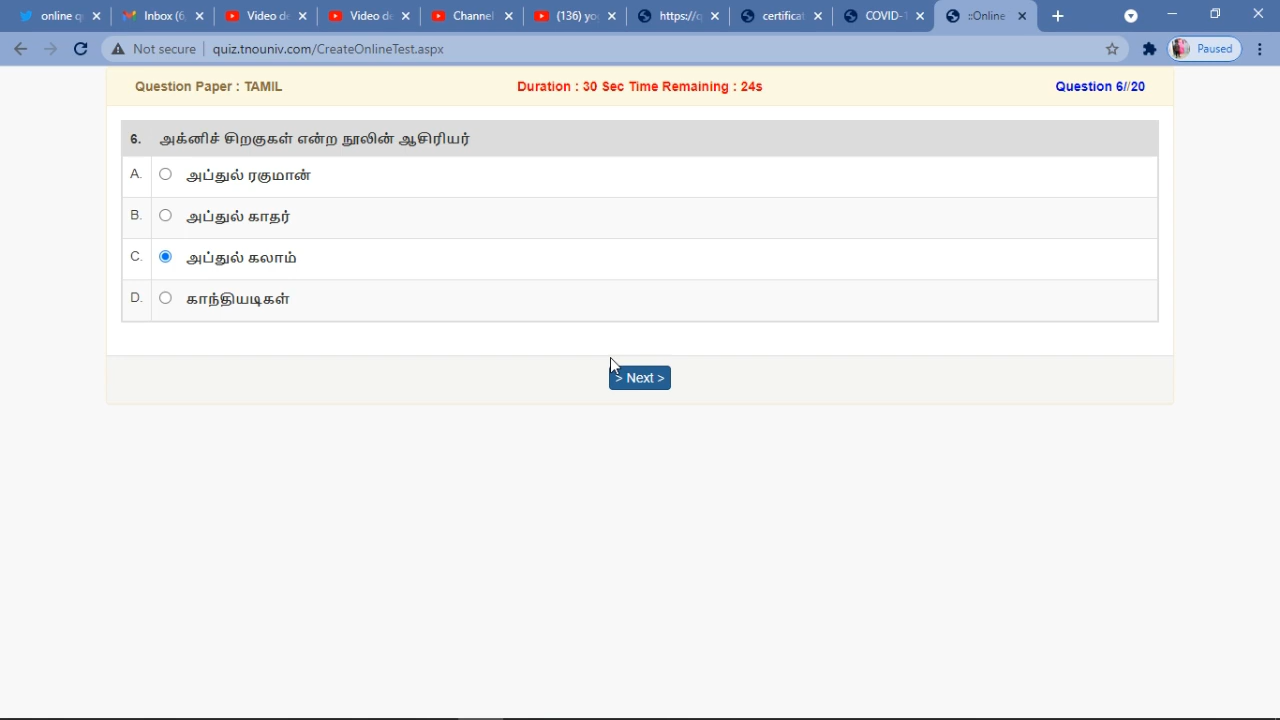 online q
Inbox (6,
Video de
Video de
Channel
(136) yo
https://q
certifica
COVID-1
::Online
Not secure
quiz.tnouniv.com/CreateOnlineTest.aspx
Paused
Question Paper : TAMIL
Duration : 30 Sec Time Remaining : 24s
Question 6//20
6. அக்னிச் சிறகுகள் என்ற நூலின் ஆசிரியர்
A. அப்துல் ரகுமான்
B. அப்துல் காதர்
C. அப்துல் கலாம்
D. காந்தியடிகள்
> Next >